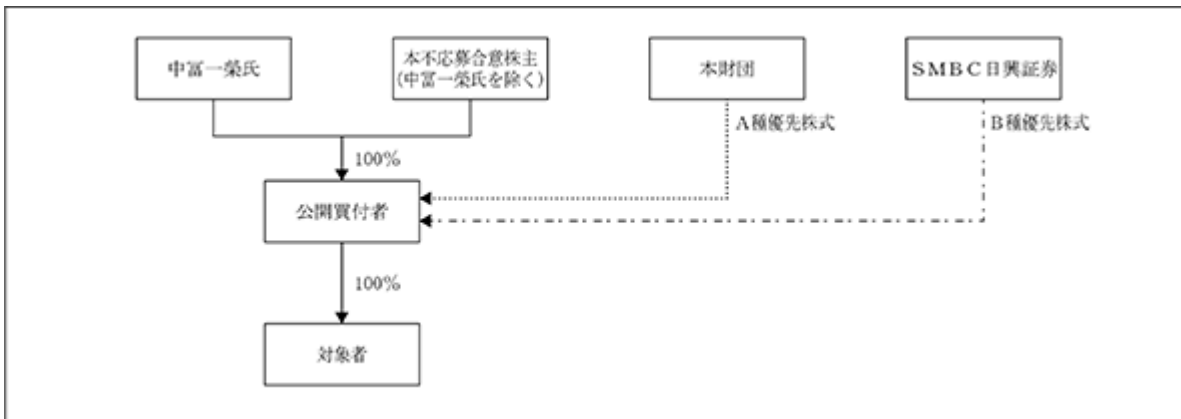 中冨一榮氏
本不応募合意株主
(中冨一榮氏を除く)
本財団
SMBC日興証券
A種優先株式
B種優先株式
100%
公開買付者
100%
対象者